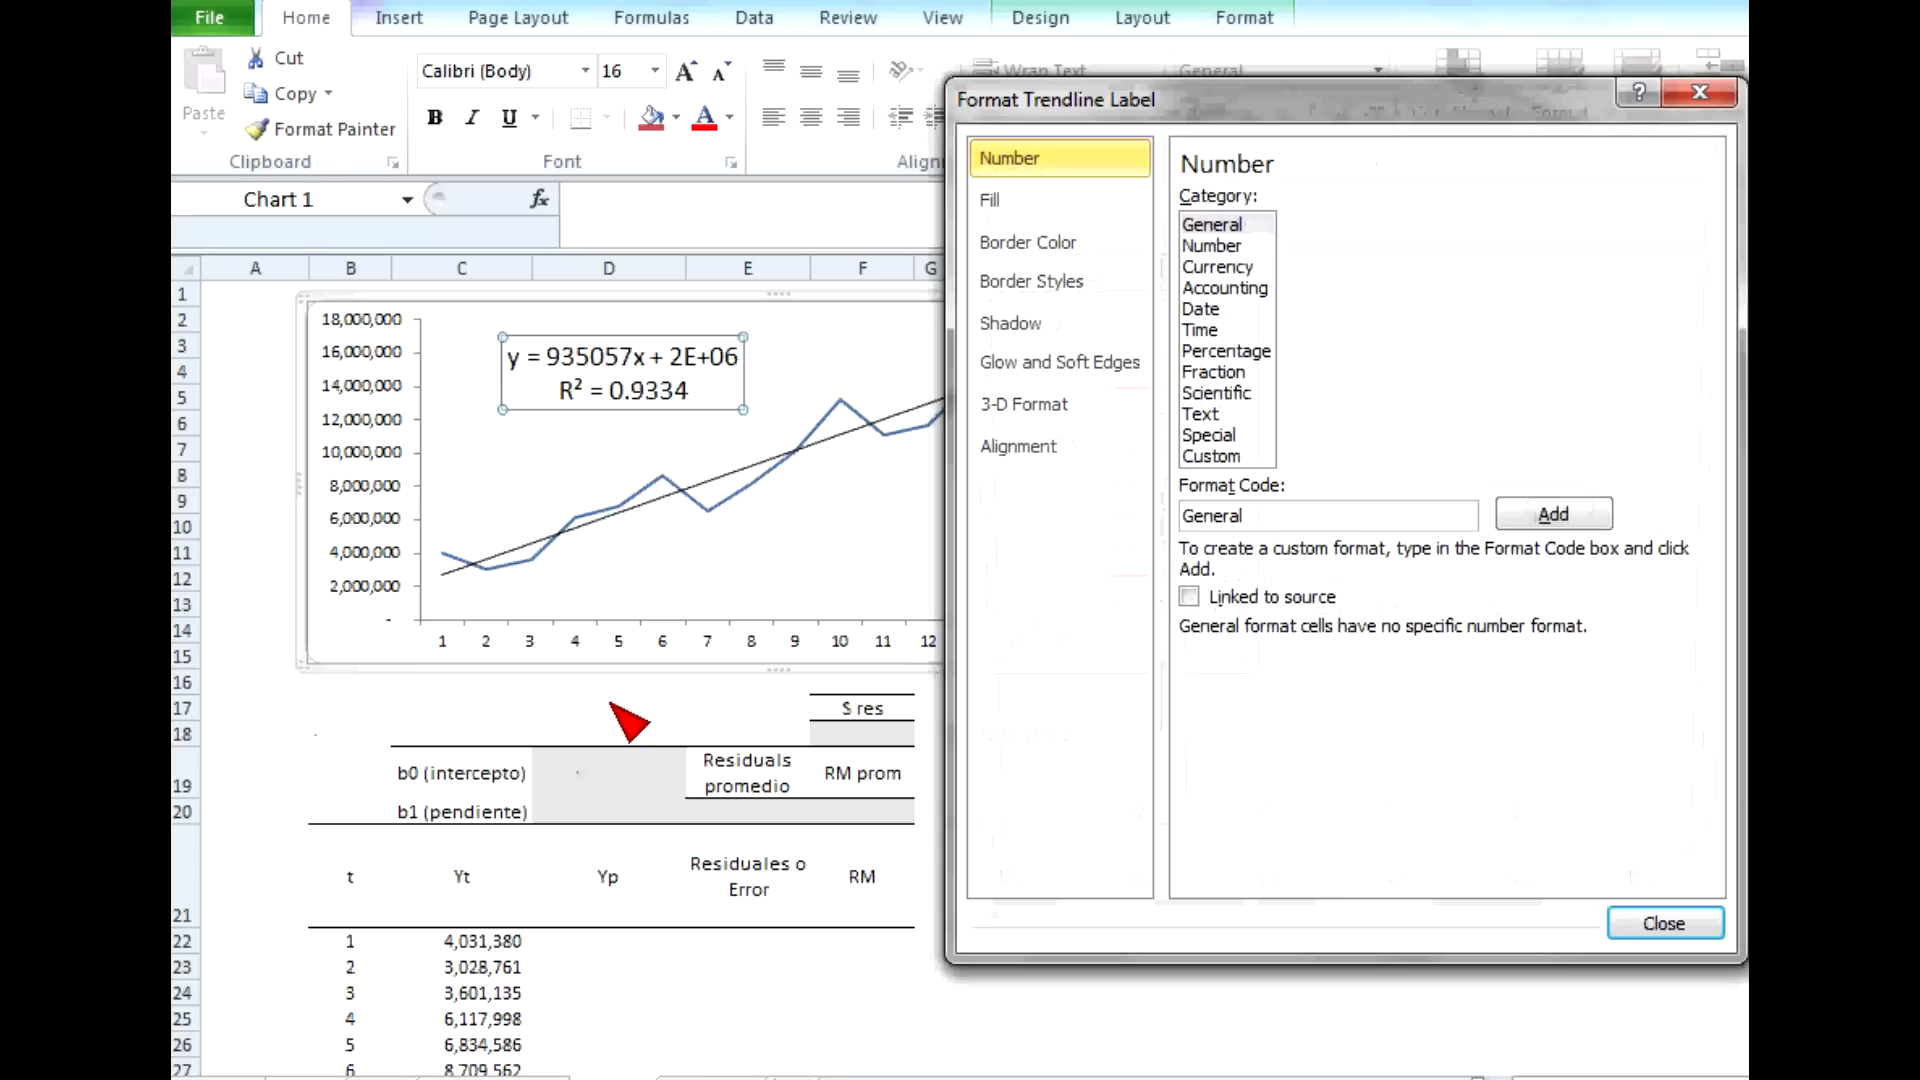 File Home Insert Page Layout Formulas Data Review View Design Layout Format
Paste
Cut
Copy
Format Painter
Clipboard
Calibri (Body) 16
B I U A
Font
Wrap Text
General
Chart 1 fx
A B C D E F G
1
2
3
4
5
6
7
8
9
10
11
12
13
14
15
16
17
18
19
20
21
22
23
24
25
26
27
18,000,000
16,000,000
14,000,000
12,000,000
10,000,000
8,000,000
6,000,000
4,000,000
2,000,000
-
y = 935057x + 2E+06
R² = 0.9334
1 2 3 4 5 6 7 8 9 10 11 12
S res
b0 (intercepto)
Residuals
promedio
RM prom
b1 (pendiente)
t Yt Yp
Residuales o
Error
RM
1 4,031,380
2 3,028,761
3 3,601,135
4 6,117,998
5 6,834,586
6 8,709,562
Format Trendline Label
Number
Fill
Border Color
Border Styles
Shadow
Glow and Soft Edges
3-D Format
Alignment
Number
Category:
General
Number
Currency
Accounting
Date
Time
Percentage
Fraction
Scientific
Text
Special
Custom
Format Code:
General
Add
To create a custom format, type in the Format Code box and click
Add.
Linked to source
General format cells have no specific number format.
Close